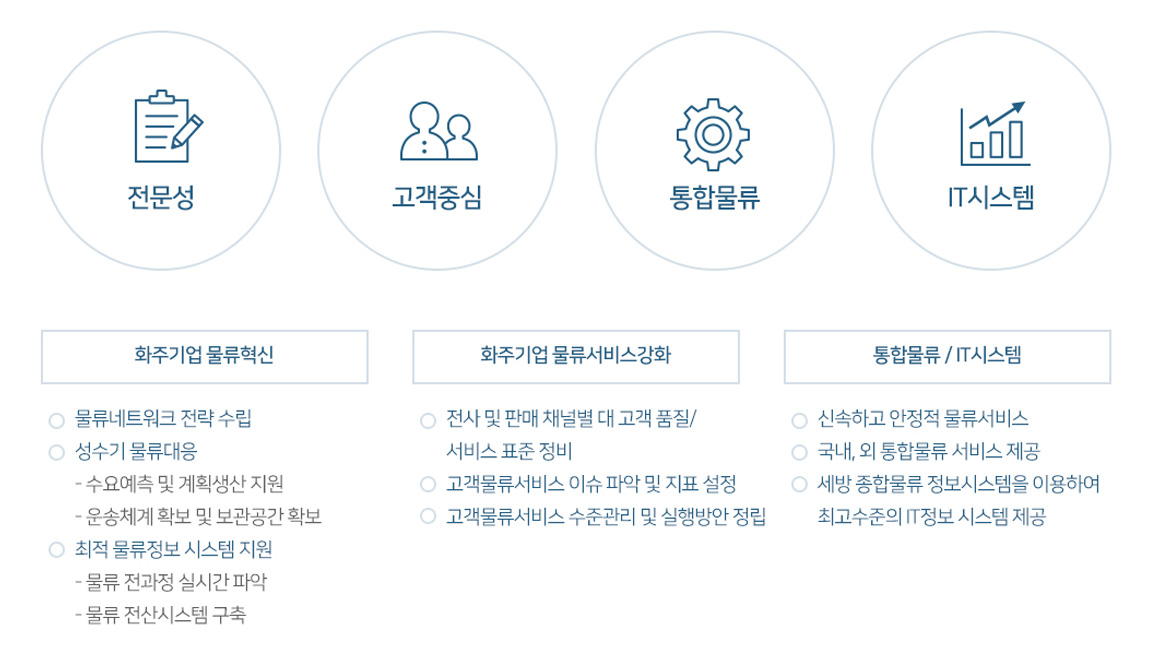 전문성
고객중심
통합물류
IT시스템
화주기업 물류혁신
물류네트워크 전략 수립
성수기 물류대응
- 수요예측 및 계획생산 지원
- 운송체계 확보 및 보관공간 확보
최적 물류정보 시스템 지원
- 물류 전과정 실시간 파악
- 물류 전산시스템 구축
화주기업 물류서비스강화
전사 및 판매 채널별 대 고객 품질/
서비스 표준 정비
고객물류서비스 이슈 파악 및 지표 설정
고객물류서비스 수준관리 및 실행방안 정립
통합물류 / IT시스템
신속하고 안정적 물류서비스
국내, 외 통합물류 서비스 제공
세방 종합물류 정보시스템을 이용하여
최고수준의 IT정보 시스템 제공